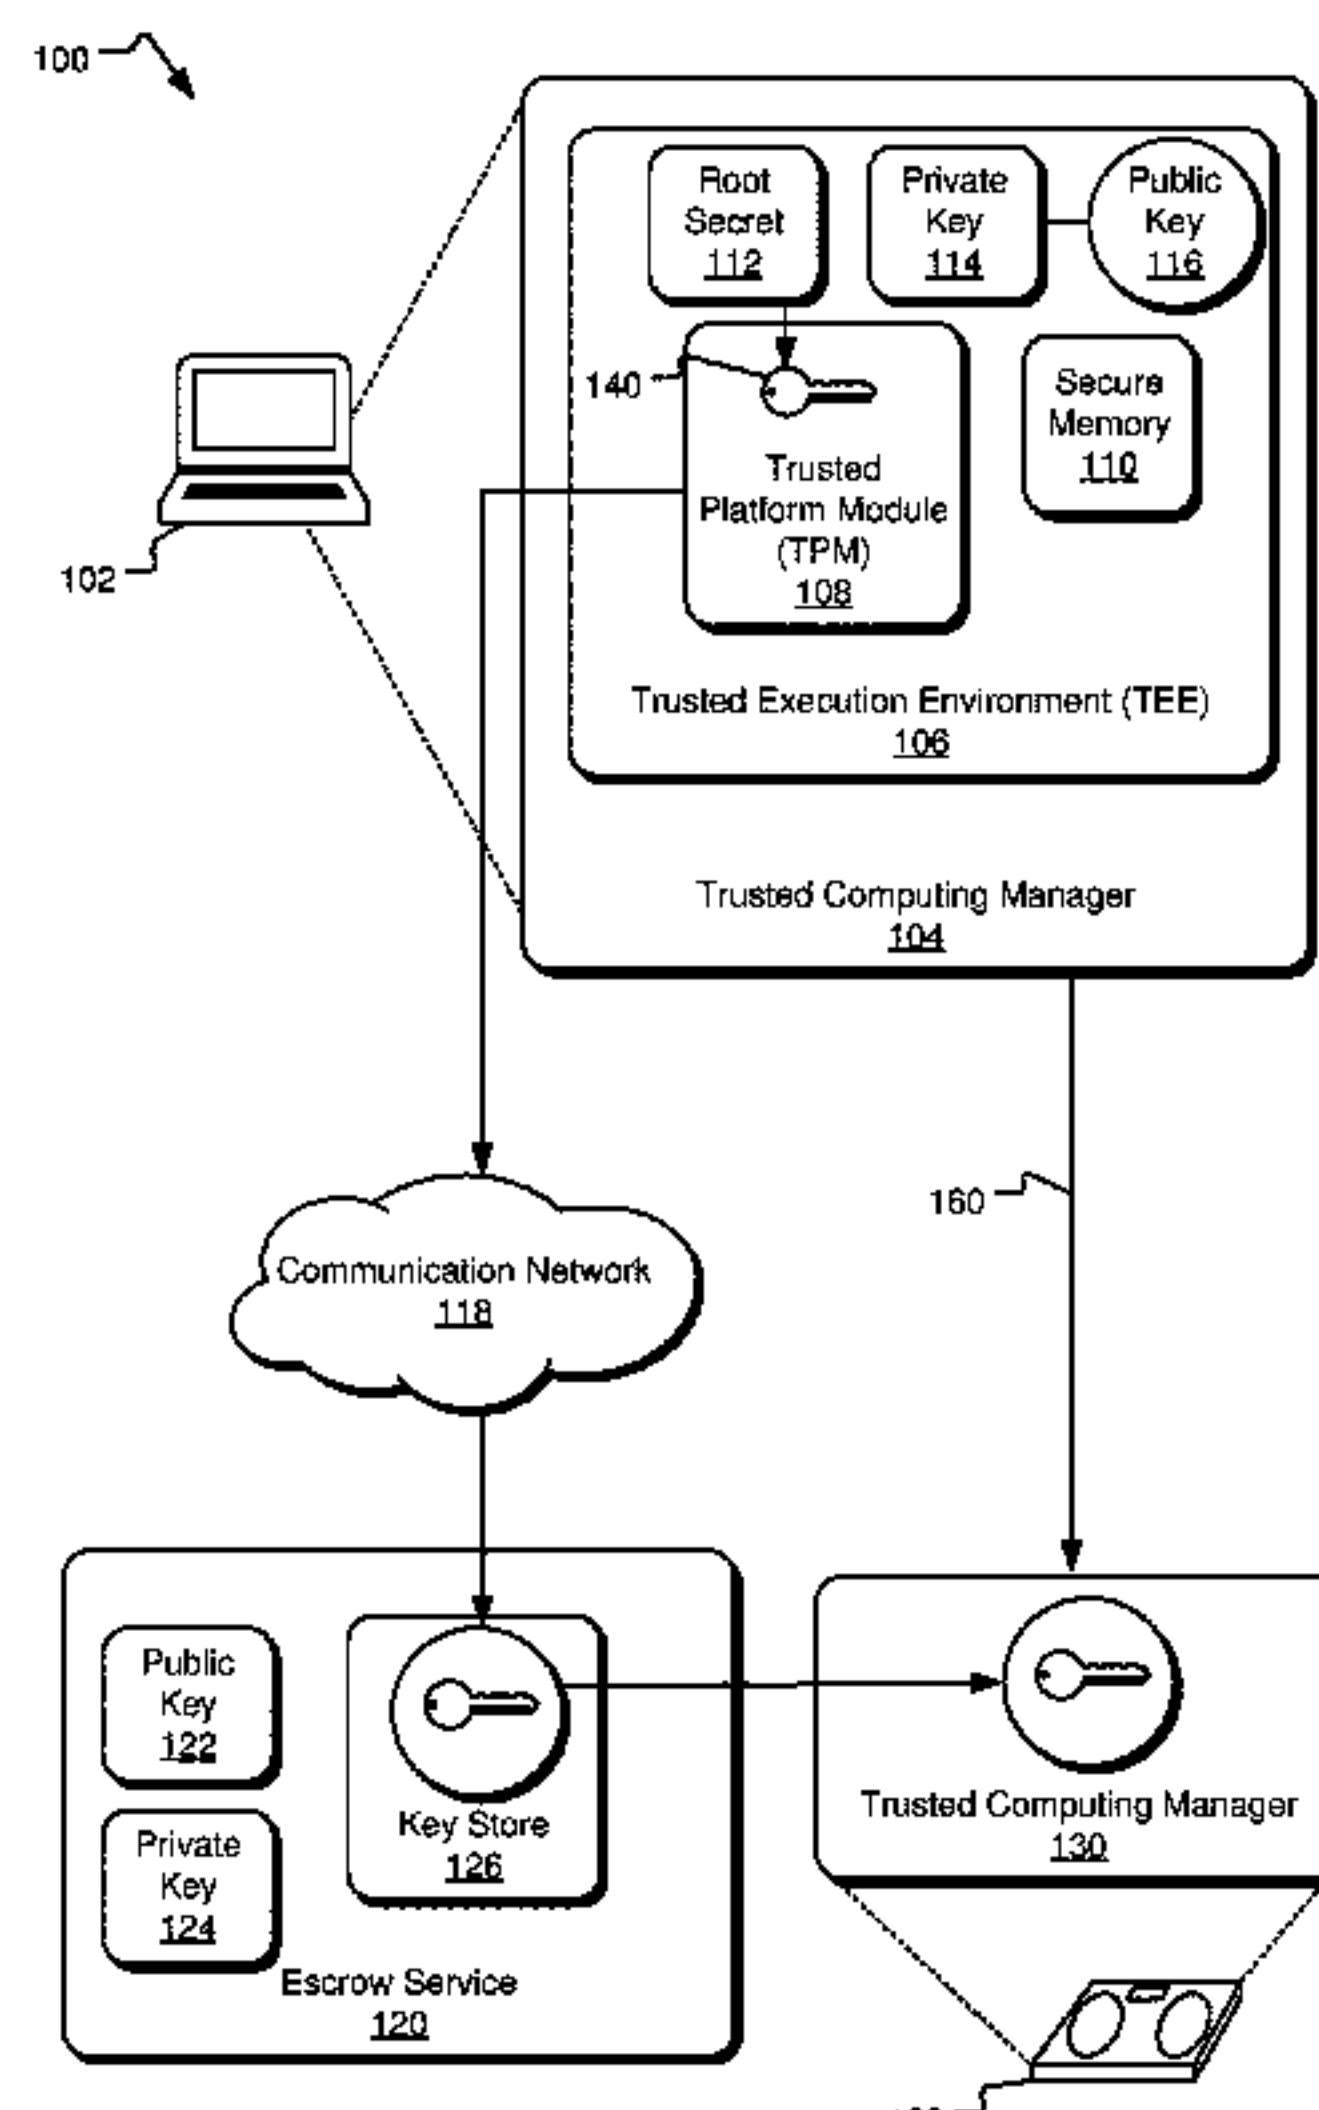 100
Root
Secret
112
Private
Key
114
Public
Key
116
140
Secure
Memory
110
Trusted
Platform Module
(TPM)
108
102
Trusted Execution Environment (TEE)
106
Trusted Computing Manager
104
160
Communication Network
118
Public
Key
122
Key Store
126
Private
Key
124
Trusted Computing Manager
130
Escrow Service
120